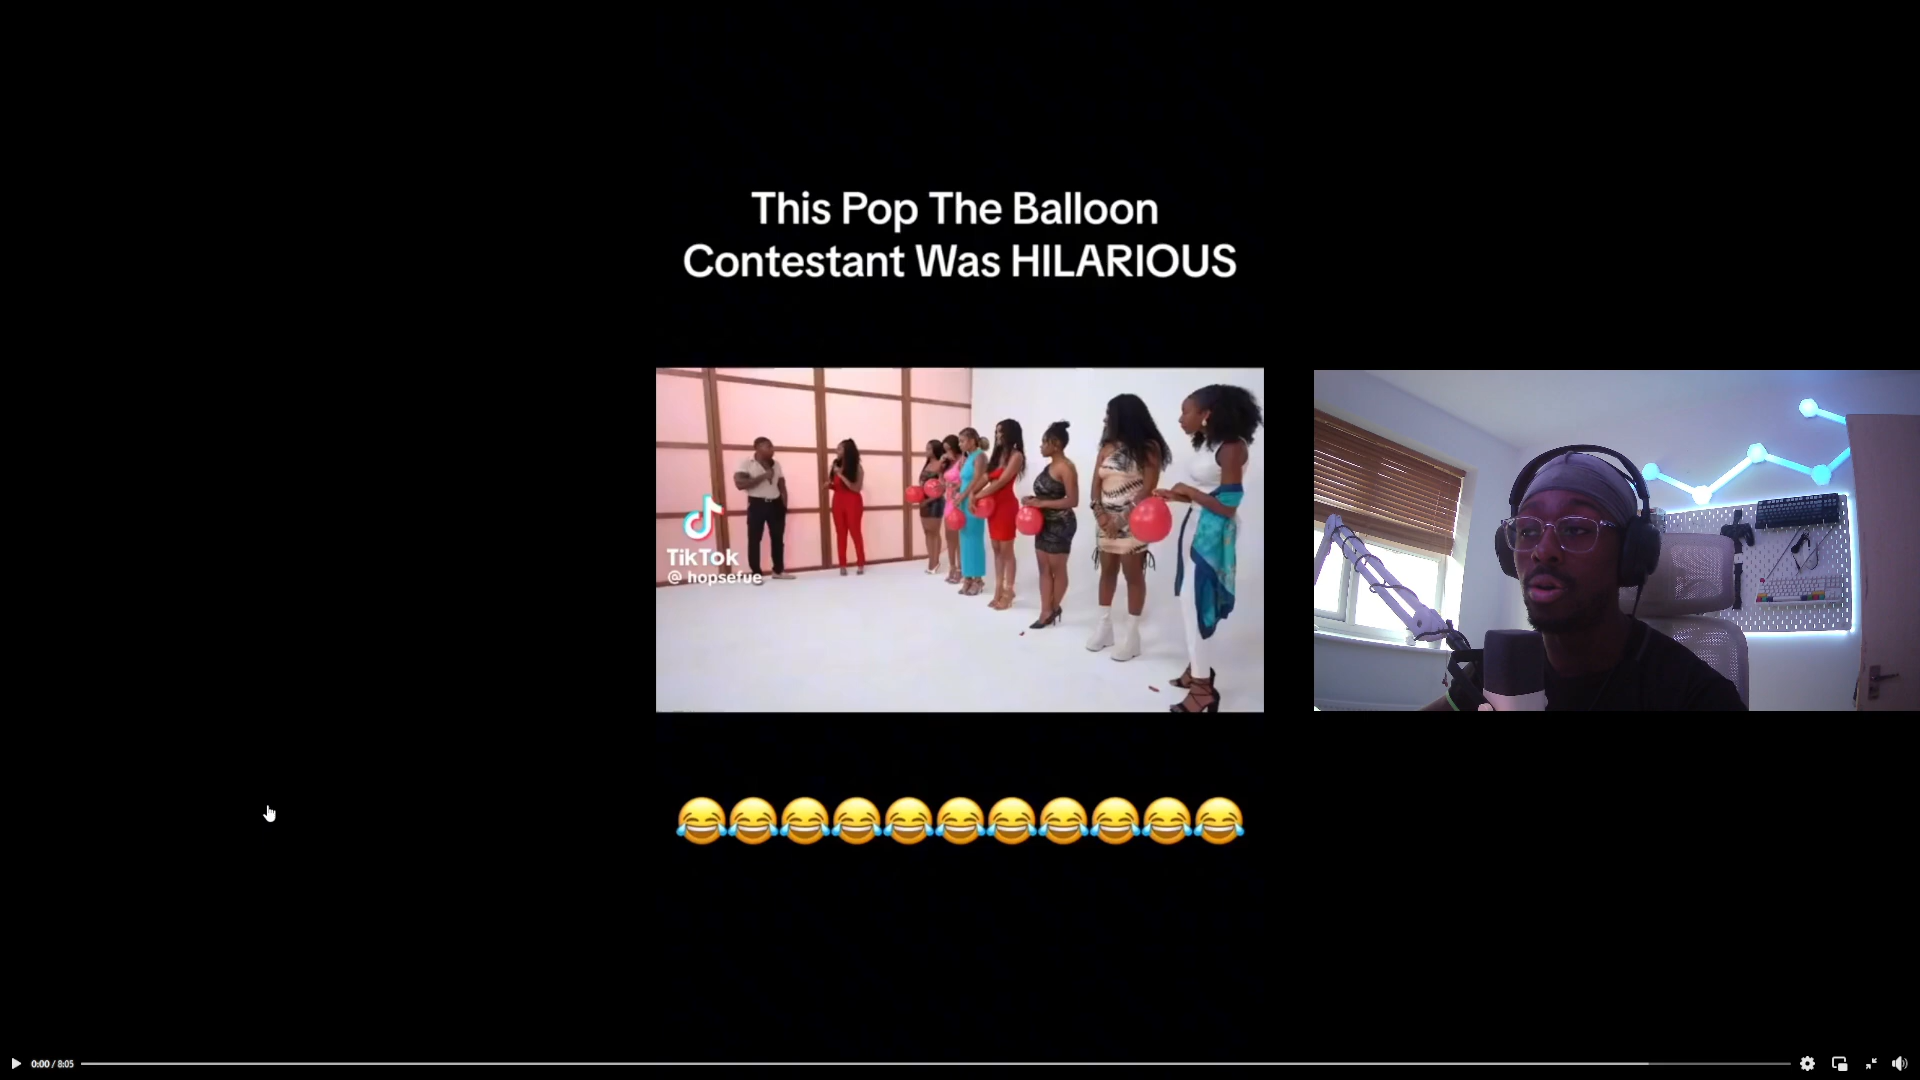 This Pop The Balloon
Contestant Was HILARIOUS
TikTok
@ hopsefue
😂😂😂😂😂😂😂😂😂😂😂
0:00 / 8:05